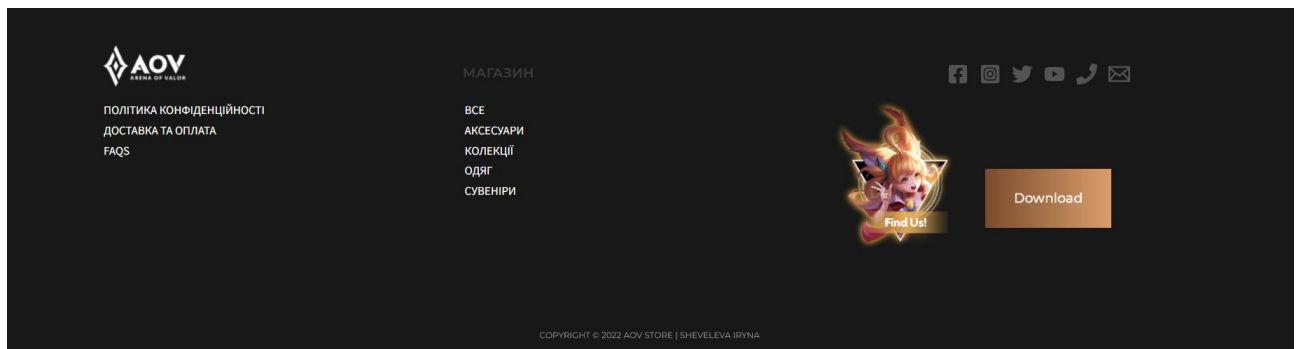 AOV
ARENA OF VALOR
ПОЛІТИКА КОНФІДЕНЦІЙНОСТІ
ДОСТАВКА ТА ОПЛАТА
FAQS
МАГАЗИН
ВСЕ
АКСЕСУАРИ
КОЛЕКЦІЇ
ОДЯГ
СУВЕНІРИ
Find Us!
Download
COPYRIGHT © 2022 AOV STORE | SHEVELEVA IRYNA